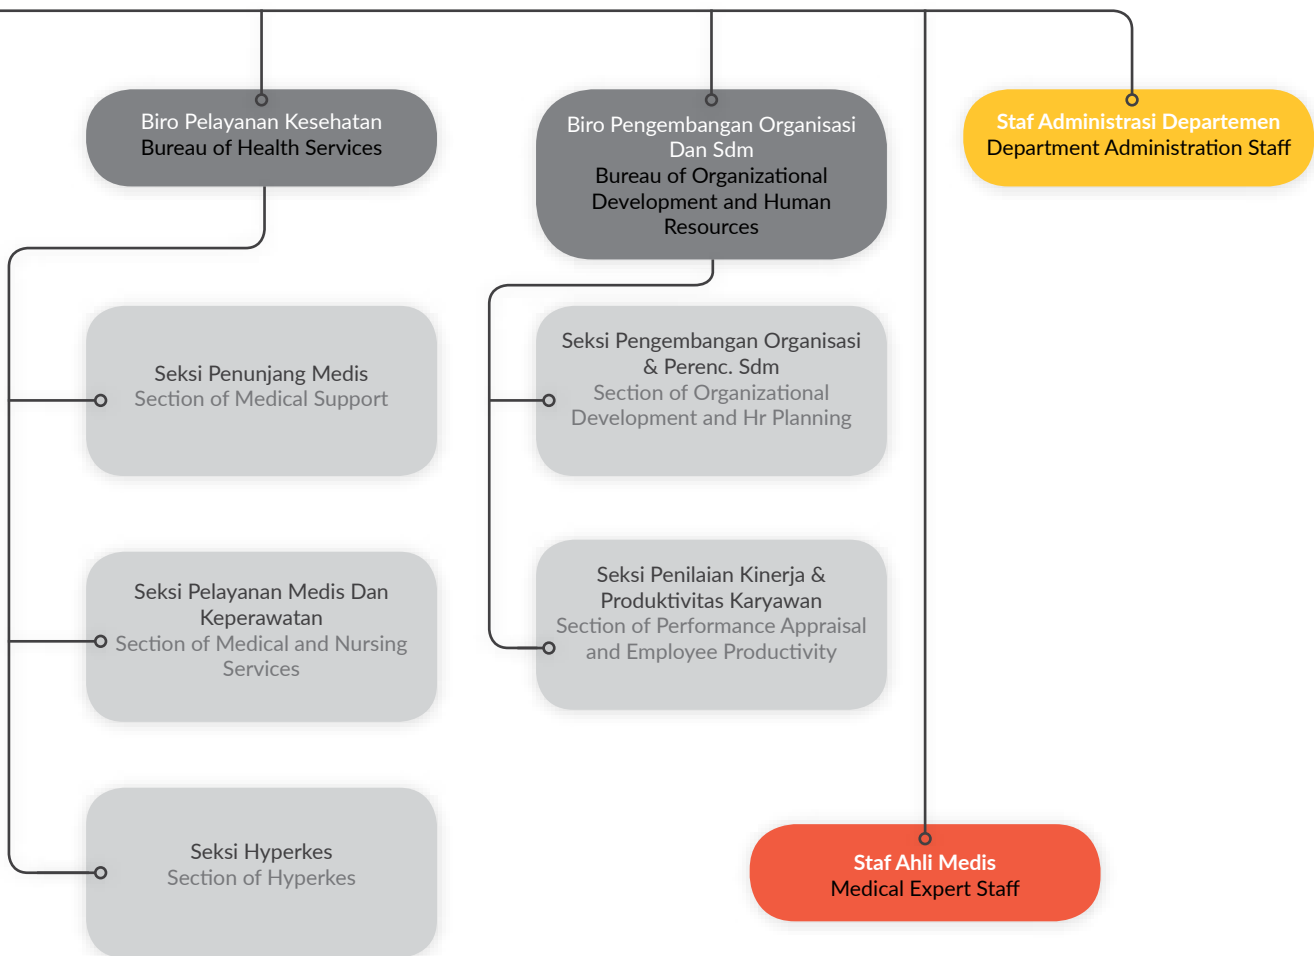 Biro Pelayanan Kesehatan
Bureau of Health Services
Biro Pengembangan Organisasi
Dan Sdm
Bureau of Organizational
Development and Human
Resources
Staf Administrasi Departemen
Department Administration Staff
Seksi Penunjang Medis
Section of Medical Support
Seksi Pengembangan Organisasi
& Perenc. Sdm
Section of Organizational
Development and Hr Planning
Seksi Pelayanan Medis Dan
Keperawatan
Section of Medical and Nursing
Services
Seksi Penilaian Kinerja &
Produktivitas Karyawan
Section of Performance Appraisal
and Employee Productivity
Seksi Hyperkes
Section of Hyperkes
Staf Ahli Medis
Medical Expert Staff